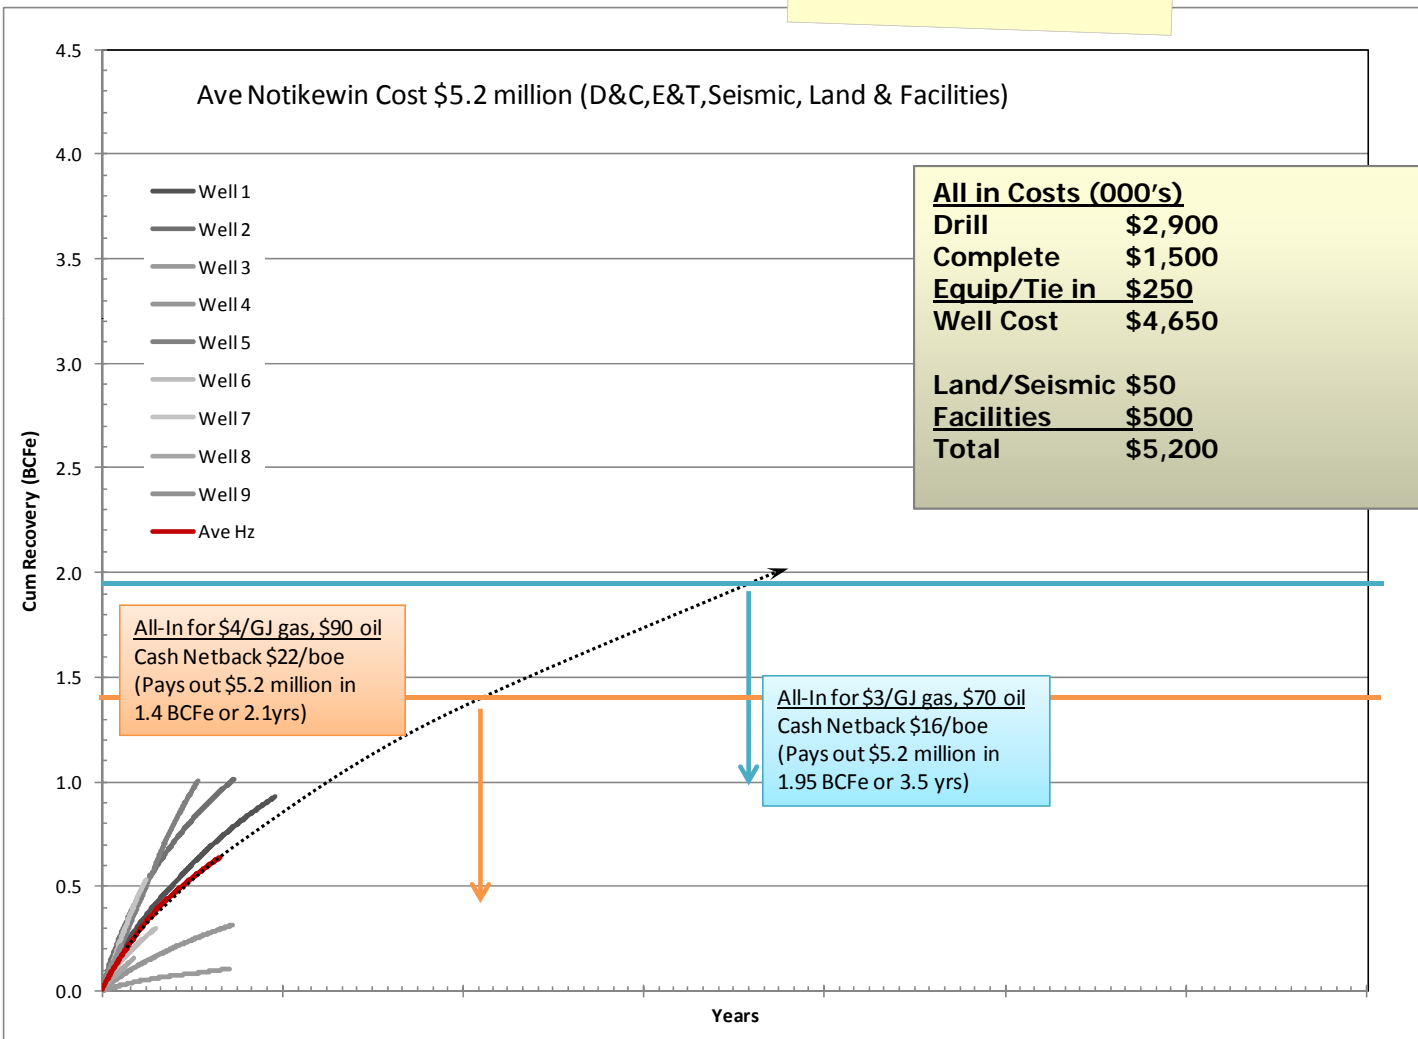 Ave Notikewin Cost $5.2 million (D&C,E&T,Seismic, Land & Facilities)
4.5
4.0
3.5
3.0
2.5
2.0
1.5
1.0
0.5
0.0
Cum Recovery (BCFe)
Years
Well 1
Well 2
Well 3
Well 4
Well 5
Well 6
Well 7
Well 8
Well 9
Ave Hz
All in Costs (000's)
Drill $2,900
Complete $1,500
Equip/Tie in $250
Well Cost $4,650
Land/Seismic $50
Facilities $500
Total $5,200
All-In for $4/GJ gas, $90 oil
Cash Netback $22/boe
(Pays out $5.2 million in
1.4 BCFe or 2.1yrs)
All-In for $3/GJ gas, $70 oil
Cash Netback $16/boe
(Pays out $5.2 million in
1.95 BCFe or 3.5 yrs)